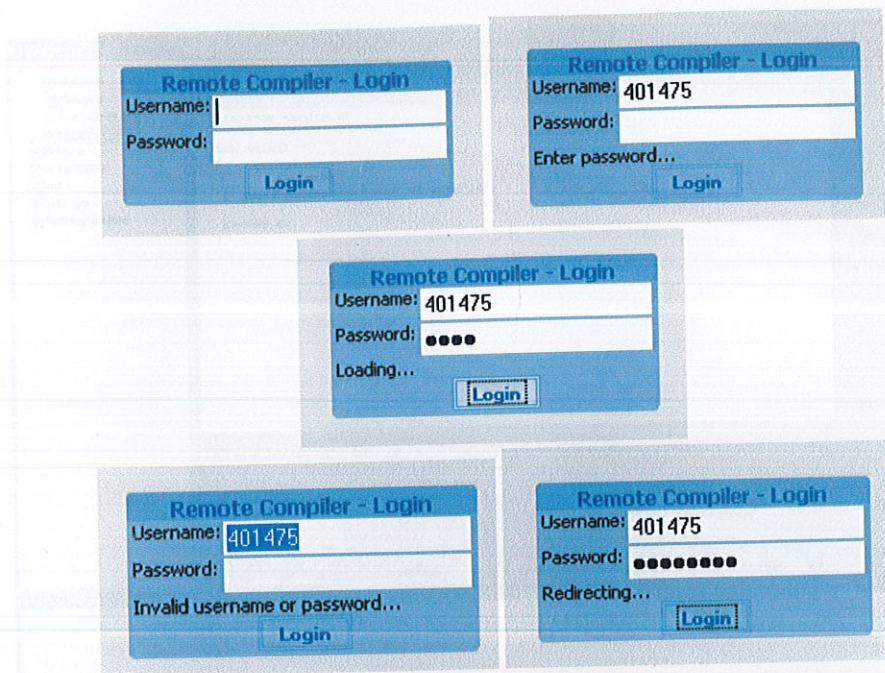 Remote Compiler - Login
Username:
Password:
Login
Remote Compiler - Login
Username: 401475
Password:
Enter password...
Login
Remote Compiler - Login
Username: 401475
Password: ●●●●
Loading...
Login
Remote Compiler - Login
Username: 401475
Password:
Invalid username or password...
Login
Remote Compiler - Login
Username: 401475
Password: ●●●●●●●●
Redirecting...
Login